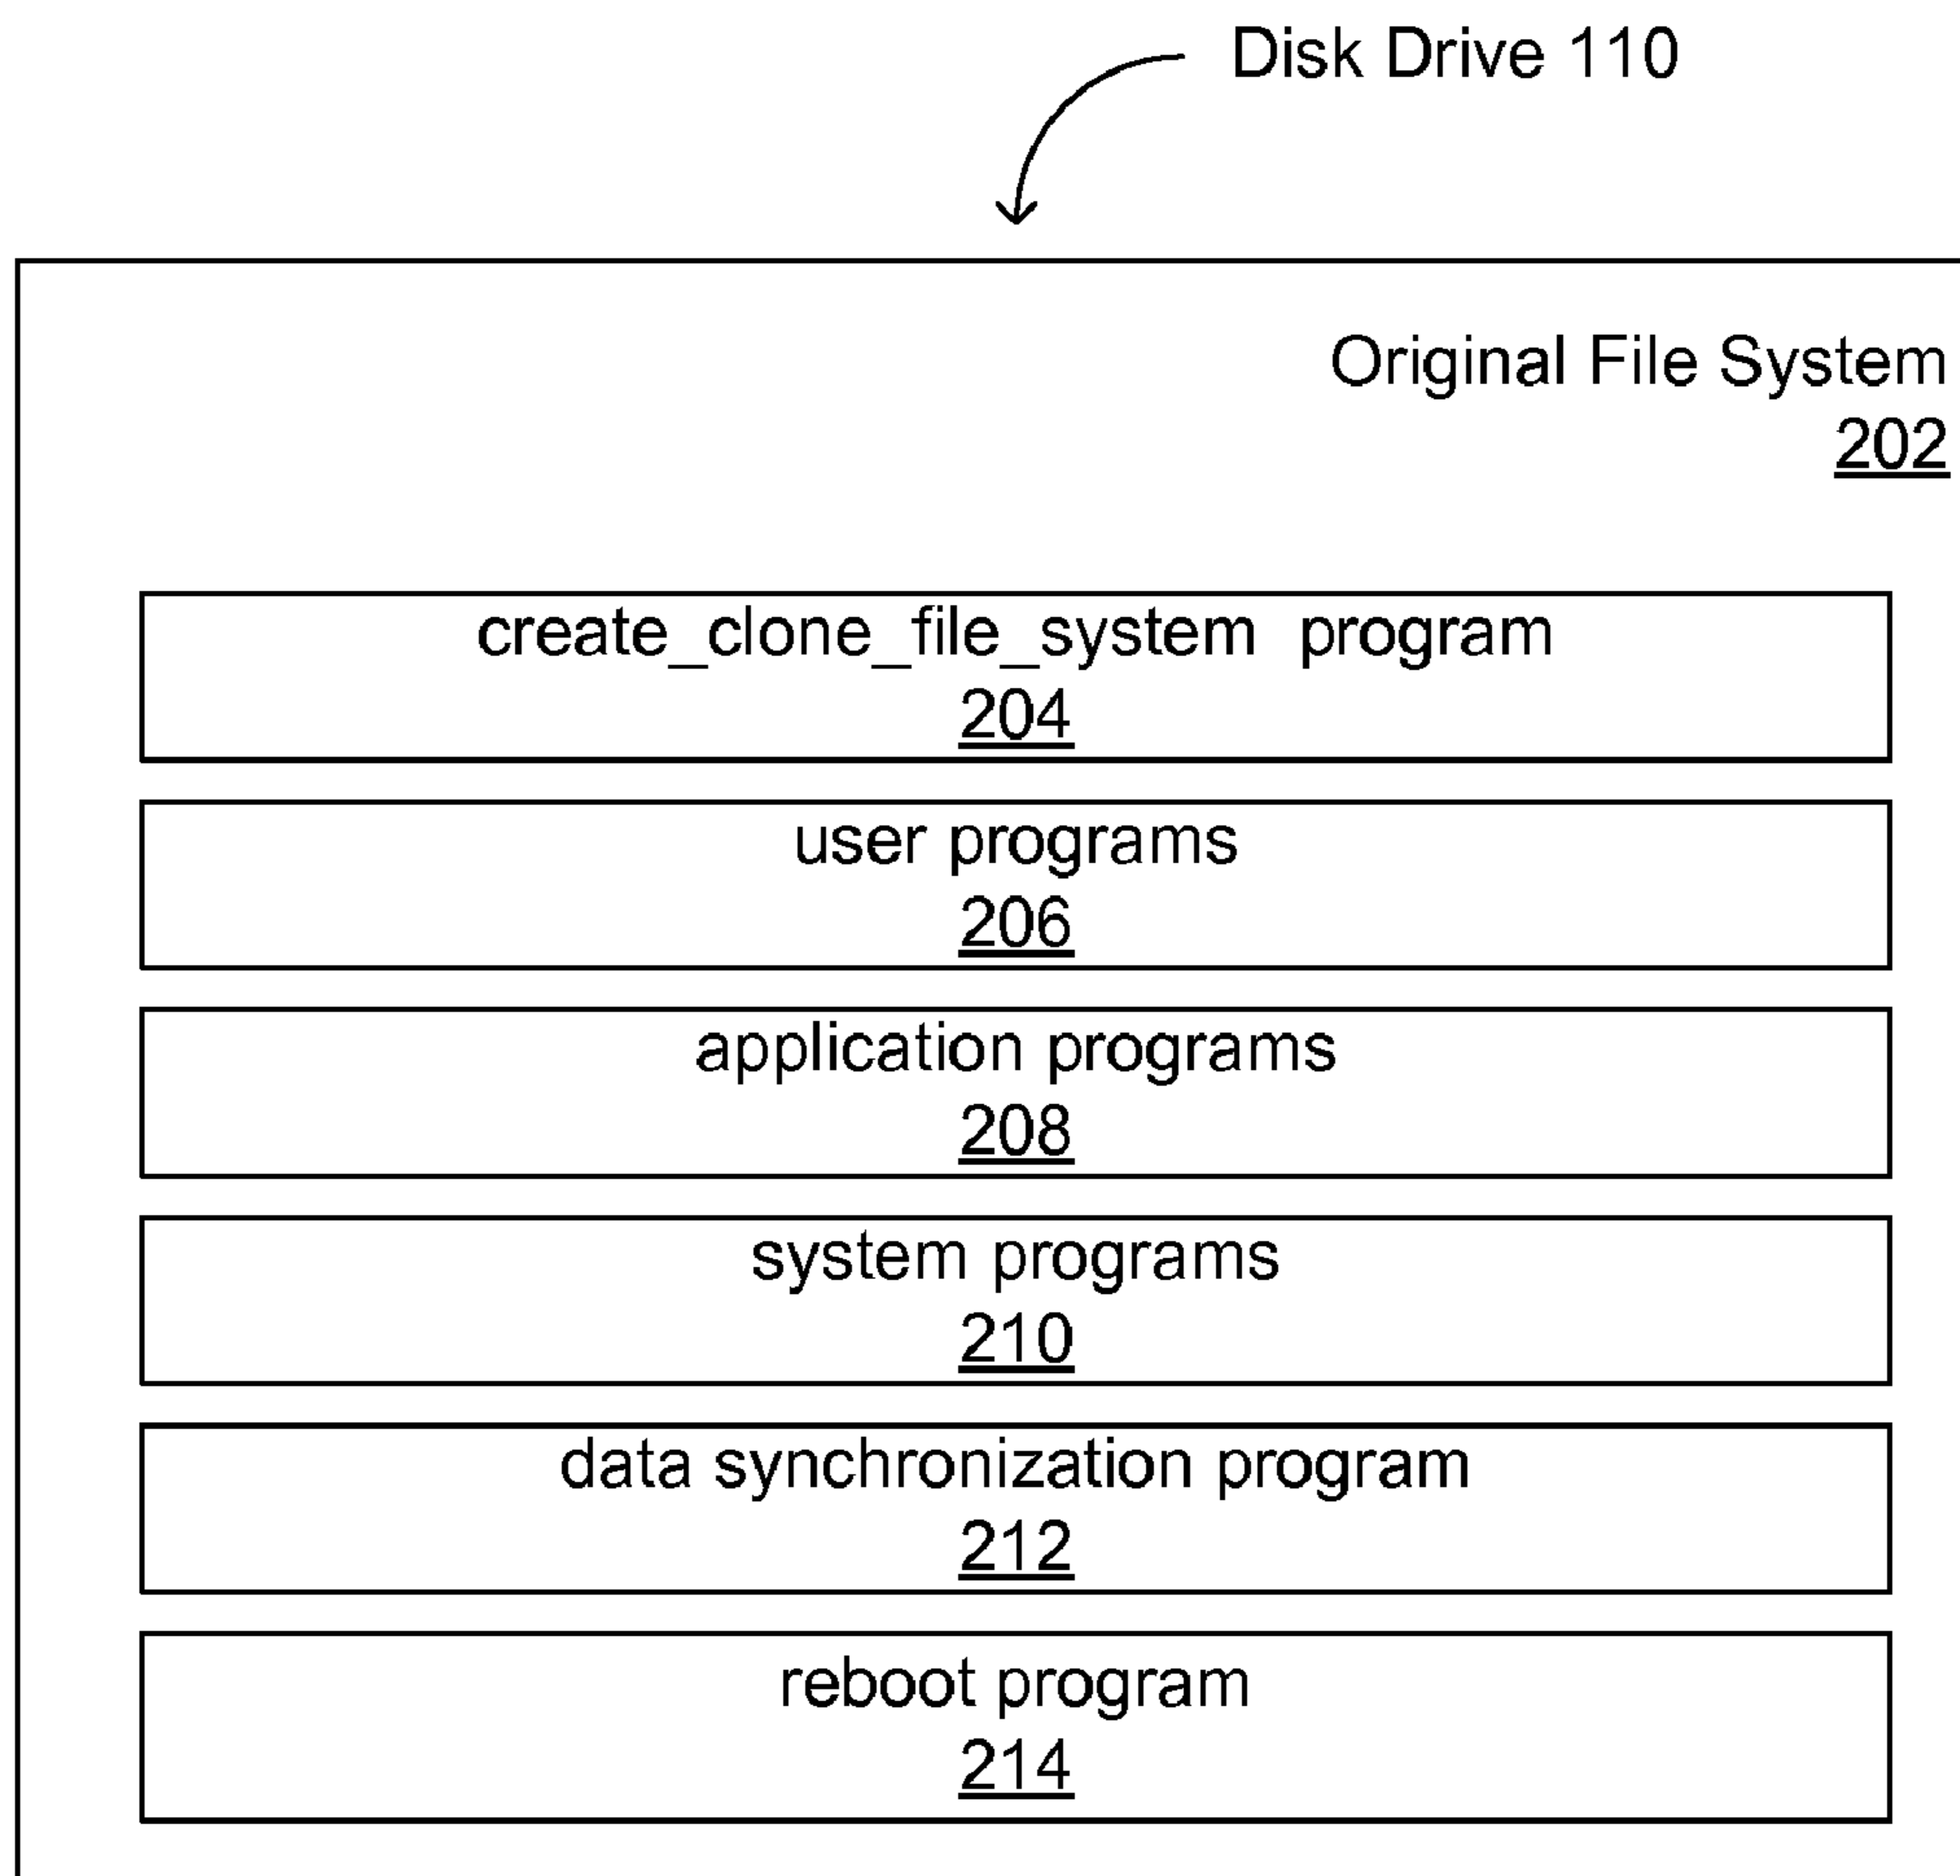 Disk Drive 110
Original File System
202
create_clone_file_system program
204
user programs
206
application programs
208
system programs
210
data synchronization program
212
reboot program
214